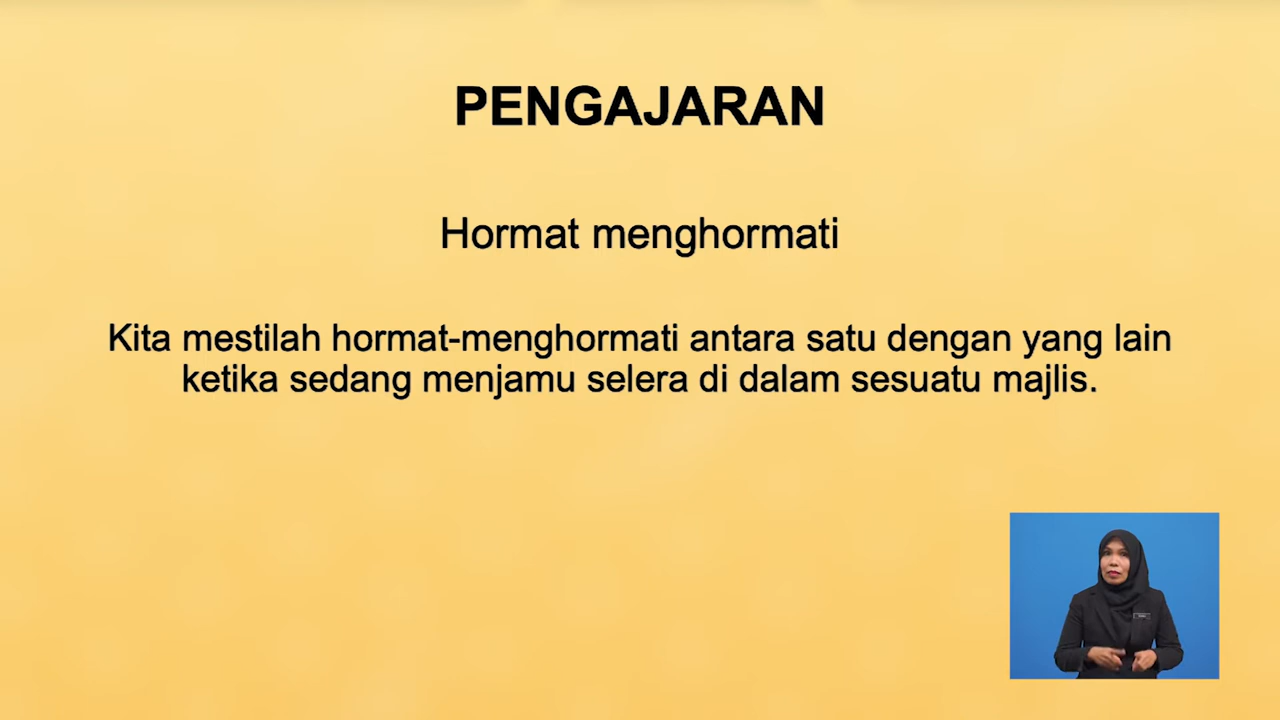 PENGAJARAN
Hormat menghormati
Kita mestilah hormat-menghormati antara satu dengan yang lain
ketika sedang menjamu selera di dalam sesuatu majlis.